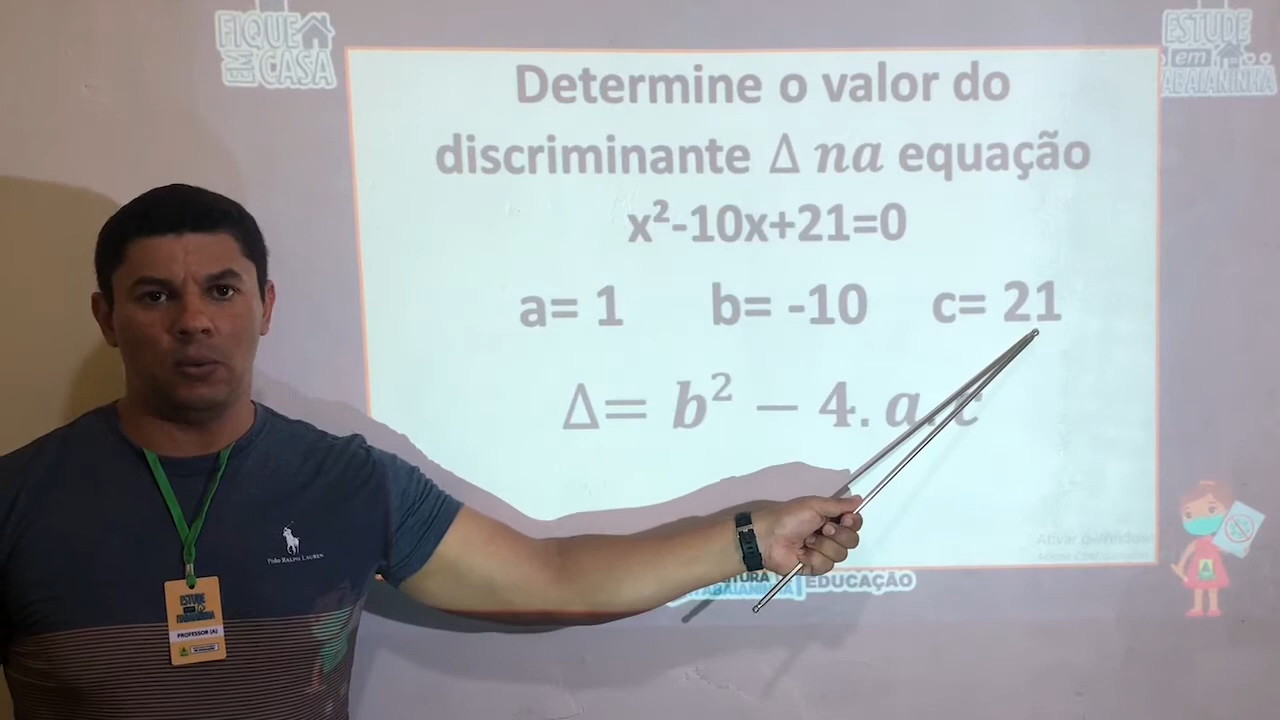 FIQUE
EM CASA
ESTUDE
em
Determine o valor do
discriminante Δ na equação
x²-10x+21=0
a= 1 b= -10 c= 21
Δ= b² − 4. a. c
Polo RALPH LAUREN
EDUCAÇÃO
ESTUDE
PROFESSOR (A)